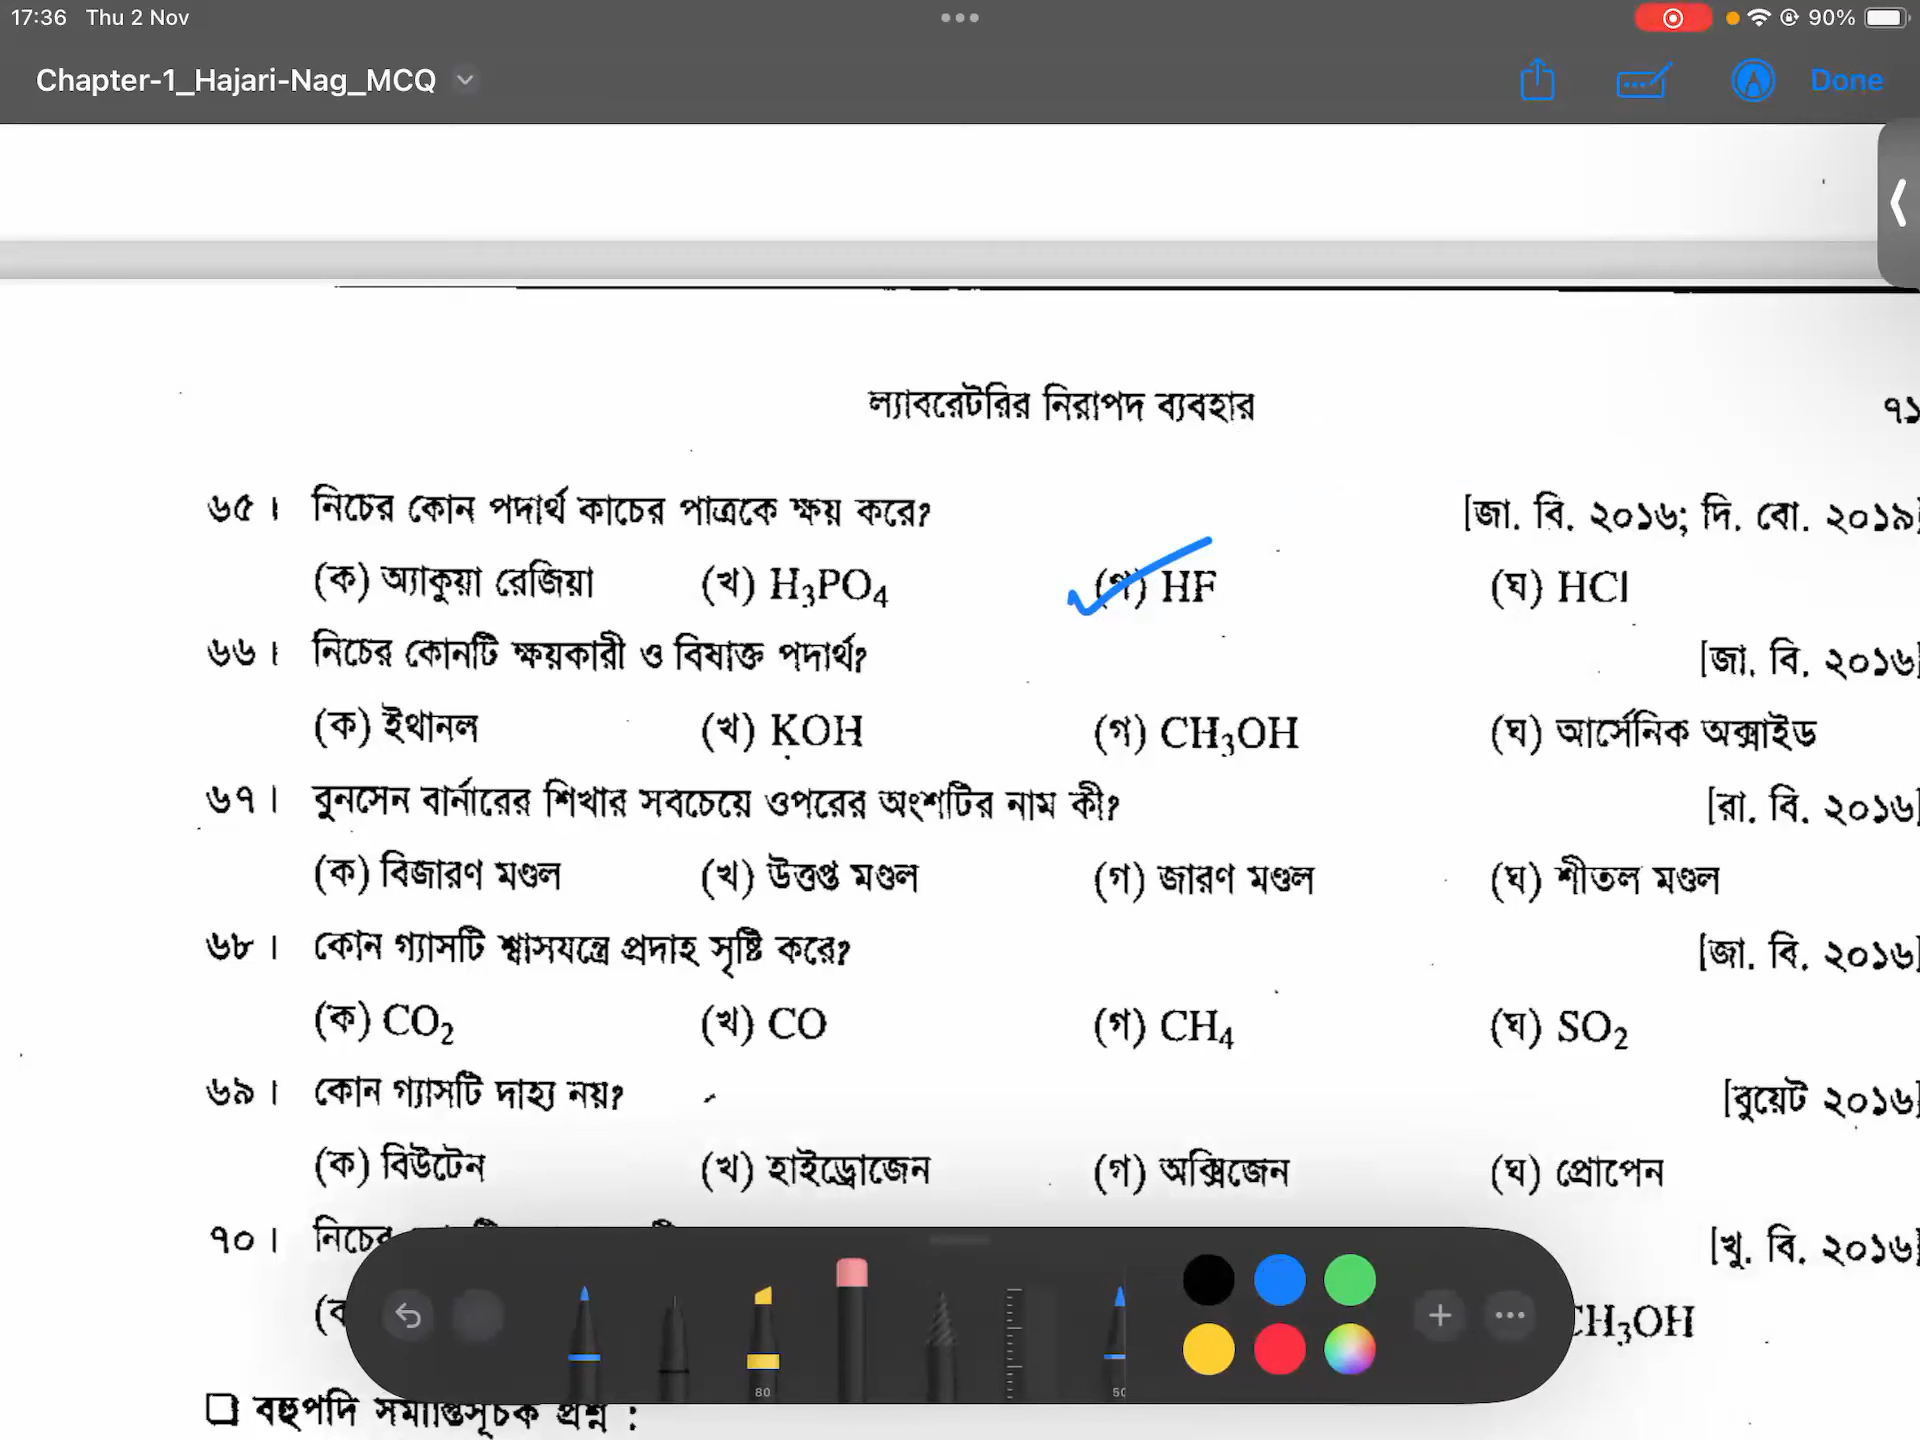 17:36 Thu 2 Nov
90%
Chapter-1_Hajari-Nag_MCQ
Done
ল্যাবরেটরির নিরাপদ ব্যবহার ৭১
৬৫। নিচের কোন পদার্থ কাচের পাত্রকে ক্ষয় করে? [জা. বি. ২০১৬; দি. বো. ২০১৯]
(ক) অ্যাকুয়া রেজিয়া (খ) H₃PO₄ (গ) HF (ঘ) HCl
৬৬। নিচের কোনটি ক্ষয়কারী ও বিষাক্ত পদার্থ? [জা. বি. ২০১৬]
(ক) ইথানল (খ) KOH (গ) CH₃OH (ঘ) আর্সেনিক অক্সাইড
৬৭। বুনসেন বার্নারের শিখার সবচেয়ে ওপরের অংশটির নাম কী? [রা. বি. ২০১৬]
(ক) বিজারণ মণ্ডল (খ) উত্তপ্ত মণ্ডল (গ) জারণ মণ্ডল (ঘ) শীতল মণ্ডল
৬৮। কোন গ্যাসটি শ্বাসযন্ত্রে প্রদাহ সৃষ্টি করে? [জা. বি. ২০১৬]
(ক) CO₂ (খ) CO (গ) CH₄ (ঘ) SO₂
৬৯। কোন গ্যাসটি দাহ্য নয়? [বুয়েট ২০১৬]
(ক) বিউটেন (খ) হাইড্রোজেন (গ) অক্সিজেন (ঘ) প্রোপেন
৭০। নিচের [খু. বি. ২০১৬]
CH₃OH
80
50
❑ বহুপদি সমাপ্তিসূচক প্রশ্ন :